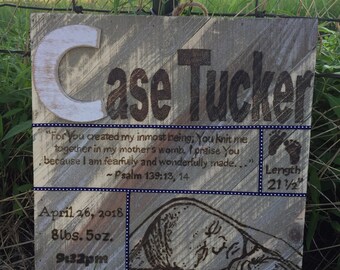 Case Tucker
"For You created my inmost being; You knit me
together in my mother's womb. I praise You
because I am fearfully and wonderfully made. . ."
~ Psalm 139:13, 14
Length
21 ½"
April 26, 2018
8lbs. 5oz.
9:32pm